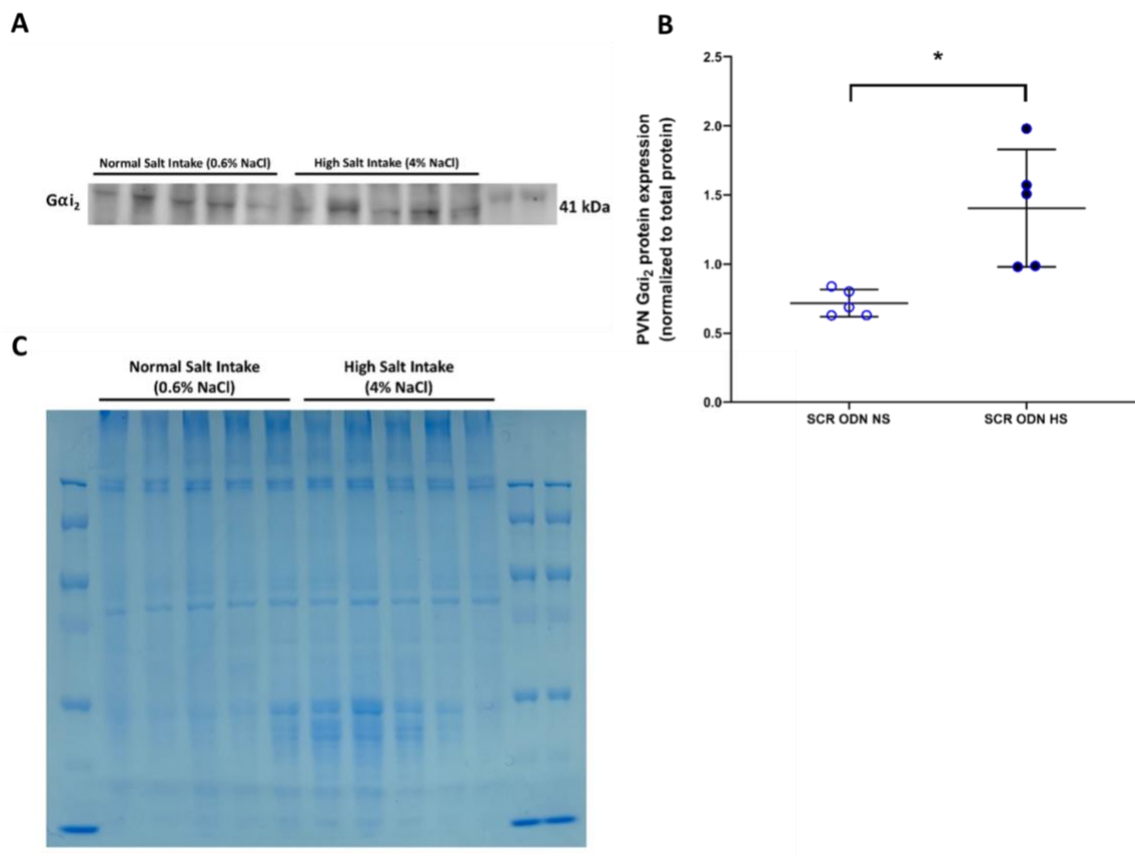 A
Normal Salt Intake (0.6% NaCl)
High Salt Intake (4% NaCl)
Gαi₂
41 kDa
B
*
PVN Gαi₂ protein expression
(normalized to total protein)
2.5
2.0
1.5
1.0
0.5
0.0
SCR ODN NS
SCR ODN HS
C
Normal Salt Intake
(0.6% NaCl)
High Salt Intake
(4% NaCl)